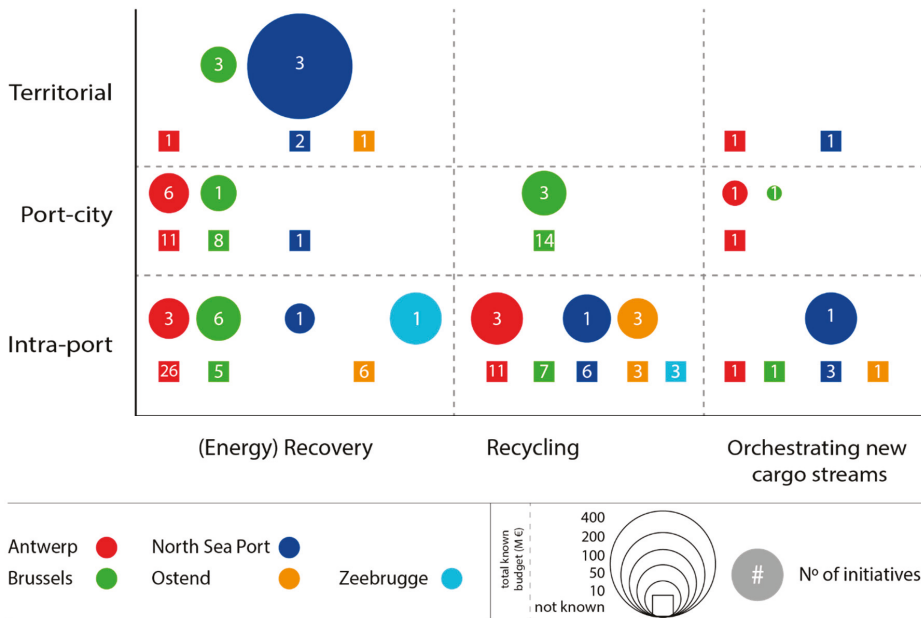 Territorial
3 3
1 2 1 1 1
Port-city
6 1 3 1 1
11 8 1 14 1
Intra-port
3 6 1 1 3 1 3 1
26 5 6 11 7 6 3 3 1 1 3 1
(Energy) Recovery Recycling Orchestrating new
cargo streams
Antwerp North Sea Port
Brussels Ostend Zeebrugge
total known
budget (M €)
400
200
100
50
10
not known
# Nº of initiatives